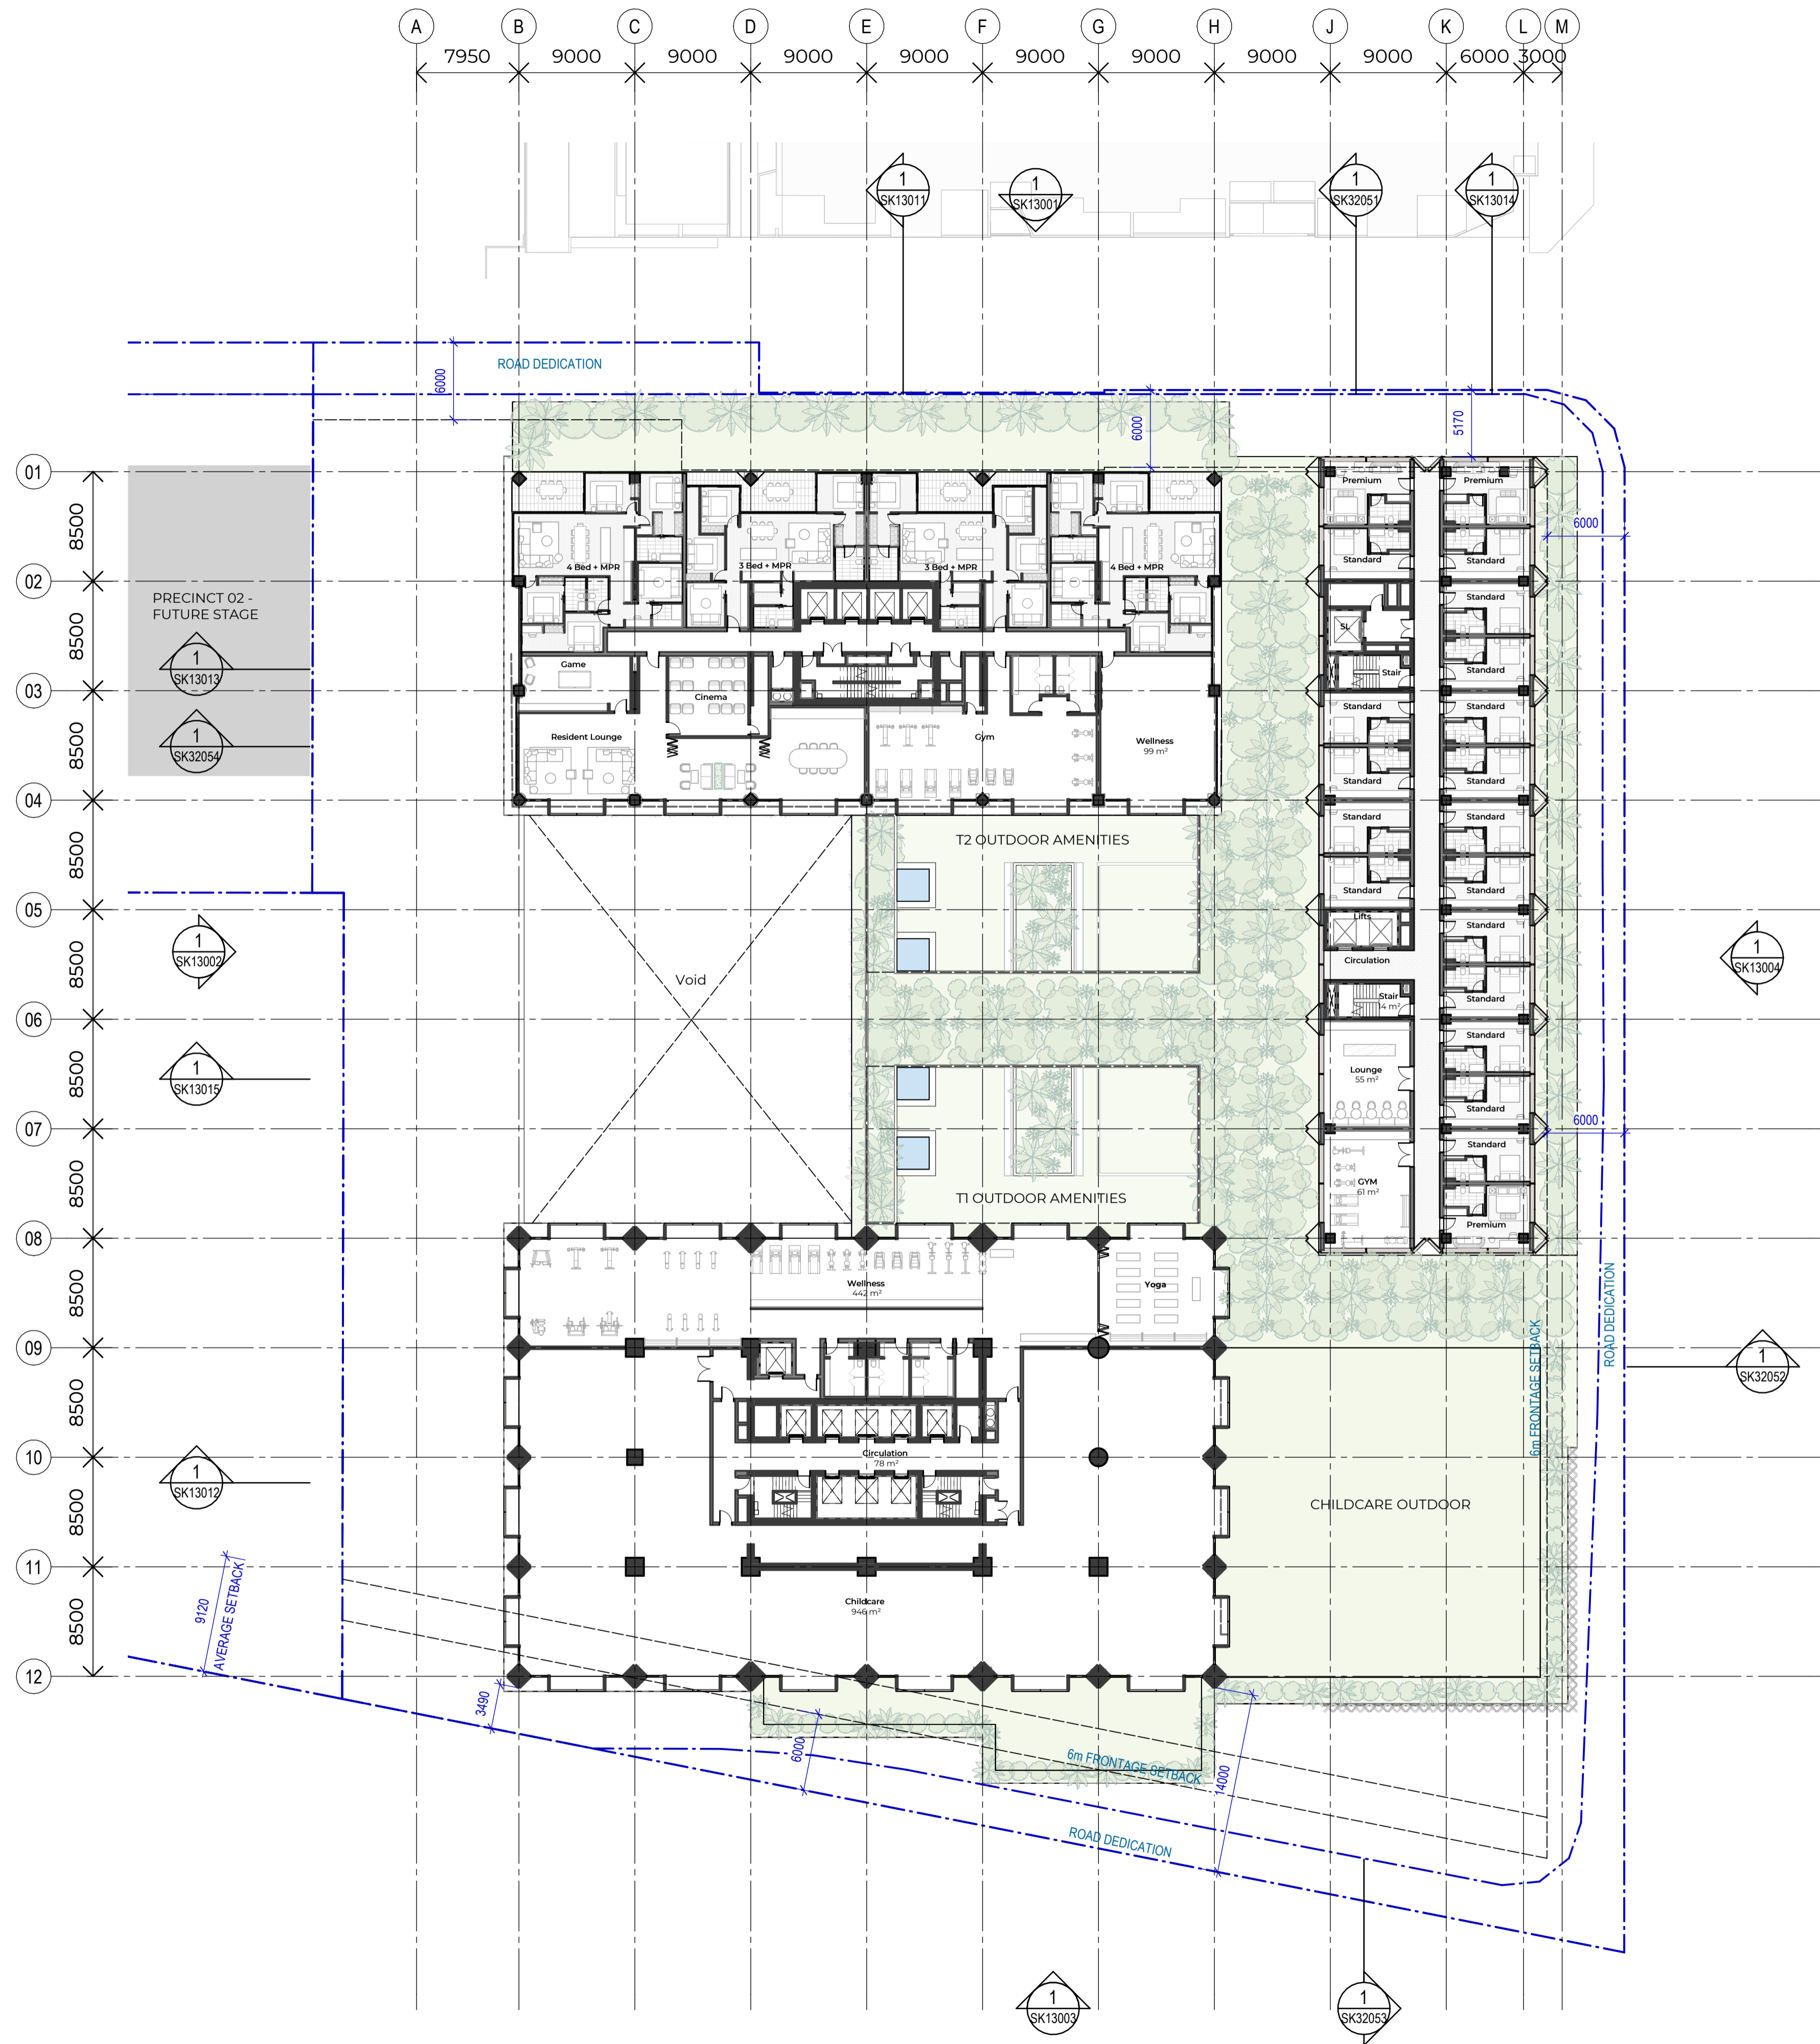 A B C D E F G H J K L M
7950 9000 9000 9000 9000 9000 9000 9000 9000 6000 3000
1
SK13011
1
SK13001
1
SK32051
1
SK13014
ROAD DEDICATION
6000
6000
5170
01
8500
02
8500
03
8500
04
8500
05
8500
06
8500
07
8500
08
8500
09
8500
10
8500
11
8500
12
PRECINCT 02 -
FUTURE STAGE
1
SK13013
1
SK32054
1
SK13002
1
SK13015
1
SK13012
9120
AVERAGE SETBACK
4 Bed + MPR
3 Bed + MPR
3 Bed + MPR
4 Bed + MPR
Game
Cinema
Resident Lounge
Gym
Wellness
99 m²
T2 OUTDOOR AMENITIES
Void
T1 OUTDOOR AMENITIES
Premium
Premium
Standard
Standard
Standard
SL
Stair
Standard
Standard
Standard
Standard
Standard
Standard
Standard
Standard
Standard
Lifts
Standard
Circulation
Standard
Stair
14 m²
Standard
Lounge
55 m²
Standard
Standard
GYM
61 m²
Premium
6000
6000
1
SK13004
Wellness
442 m²
Yoga
Circulation
78 m²
Childcare
946 m²
CHILDCARE OUTDOOR
6m FRONTAGE SETBACK
ROAD DEDICATION
1
SK32052
3490
6000
6m FRONTAGE SETBACK
14000
ROAD DEDICATION
1
SK13003
1
SK32053